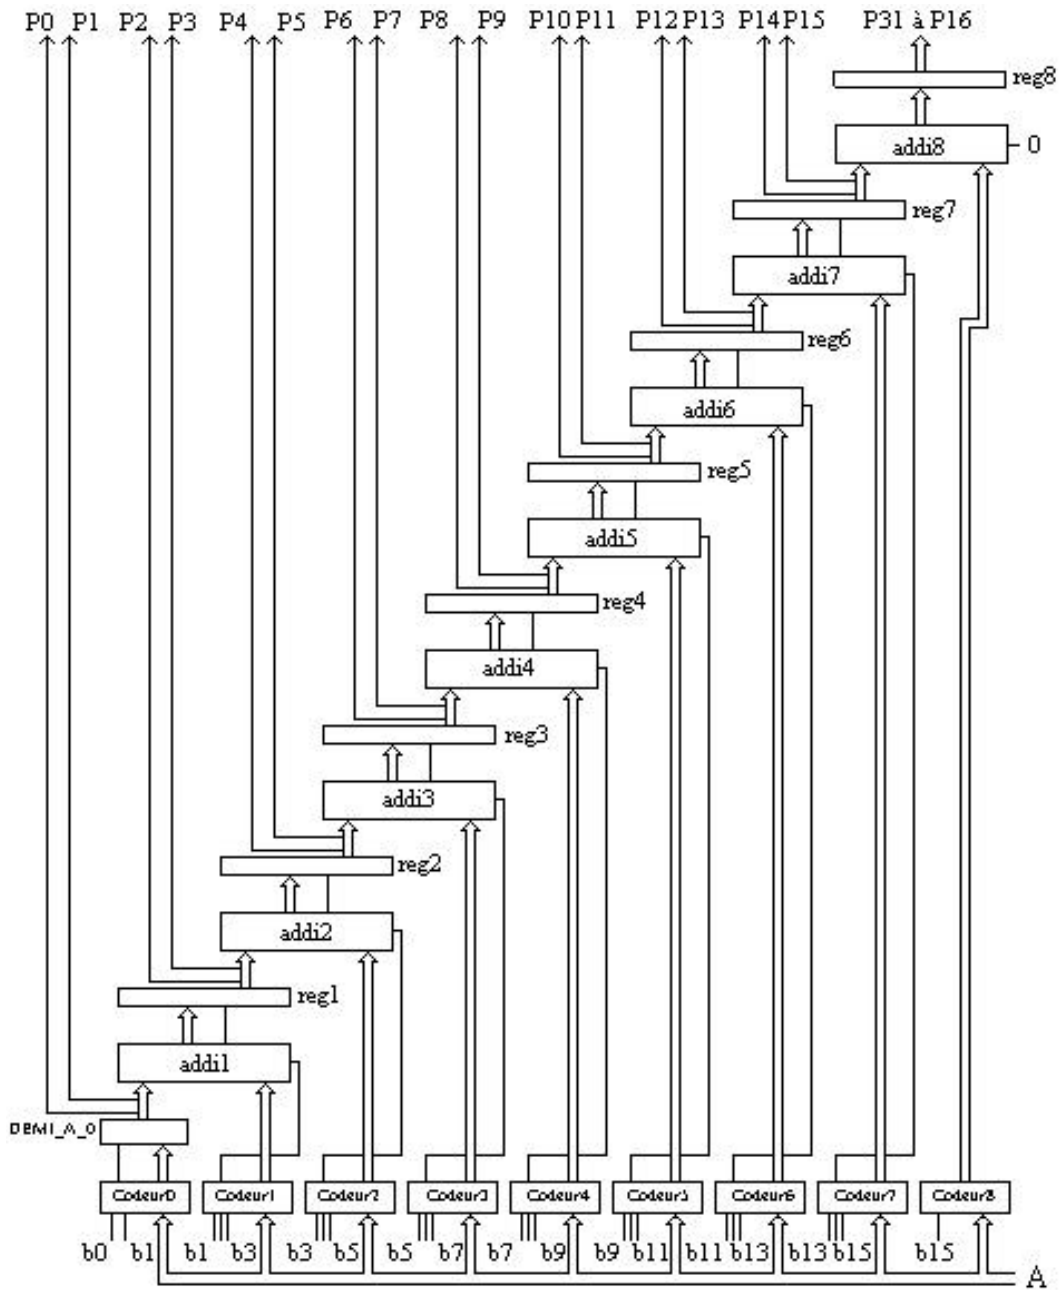 P0 P1 P2 P3 P4 P5 P6 P7 P8 P9 P10 P11 P12 P13 P14 P15 P31 à P16
reg8
addi8 0
reg7
addi7
reg6
addi6
reg5
addi5
reg4
addi4
reg3
addi3
reg2
addi2
reg1
addi1
DEMI_A_0
Codeur0 Codeur1 Codeur2 Codeur3 Codeur4 Codeur5 Codeur6 Codeur7 Codeur8
b0 b1 b1 b3 b3 b5 b5 b7 b7 b9 b9 b11 b11 b13 b13 b15 b15
A